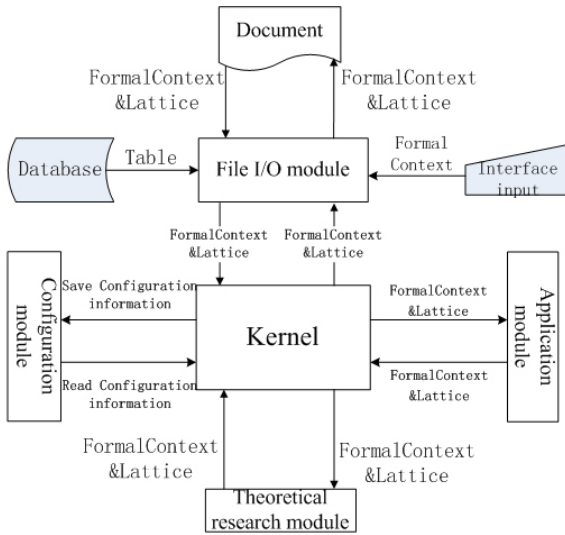 Document
FormalContext
&Lattice
FormalContext
&Lattice
Database
Table
File I/O module
Formal
Context
Interface
input
FormalContext
&Lattice
FormalContext
&Lattice
Configuration
module
Save Configuration
information
Kernel
FormalContext
&Lattice
Application
module
Read Configuration
information
FormalContext
&Lattice
FormalContext
&Lattice
FormalContext
&Lattice
Theoretical
research module